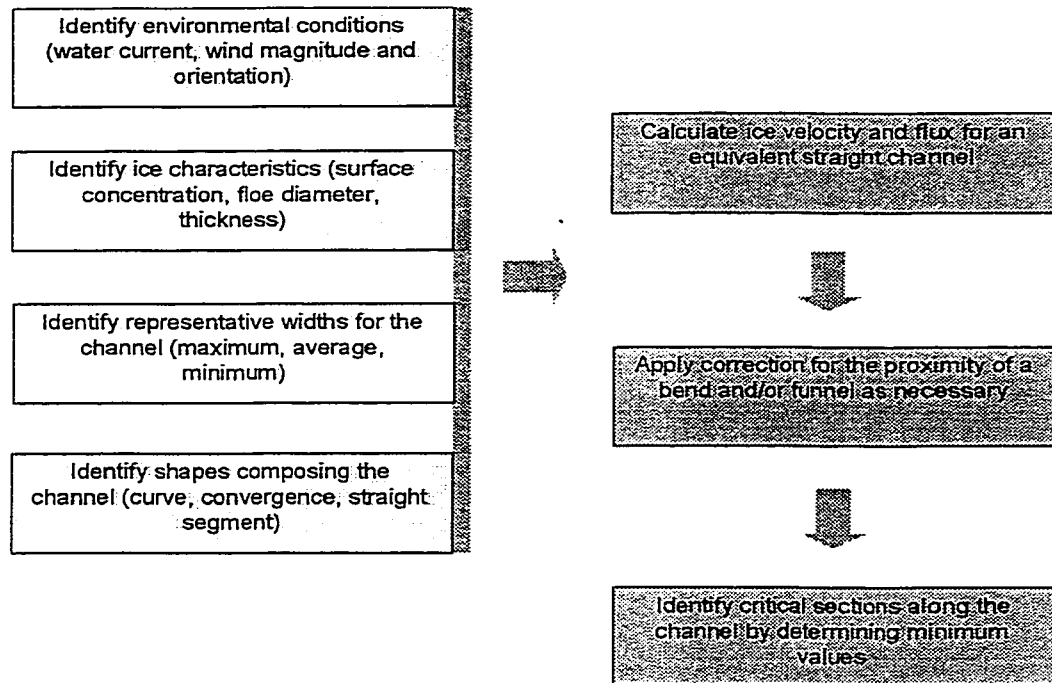 Identify environmental conditions
(water current, wind magnitude and
orientation)
Identify ice characteristics (surface
concentration, floe diameter,
thickness)
Identify representative widths for the
channel (maximum, average,
minimum)
Identify shapes composing the
channel (curve, convergence, straight
segment)
Calculate ice velocity and flux for an
equivalent straight channel
Apply correction for the proximity of a
bend and/or funnel as necessary
Identify critical sections along the
channel by determining minimum
values